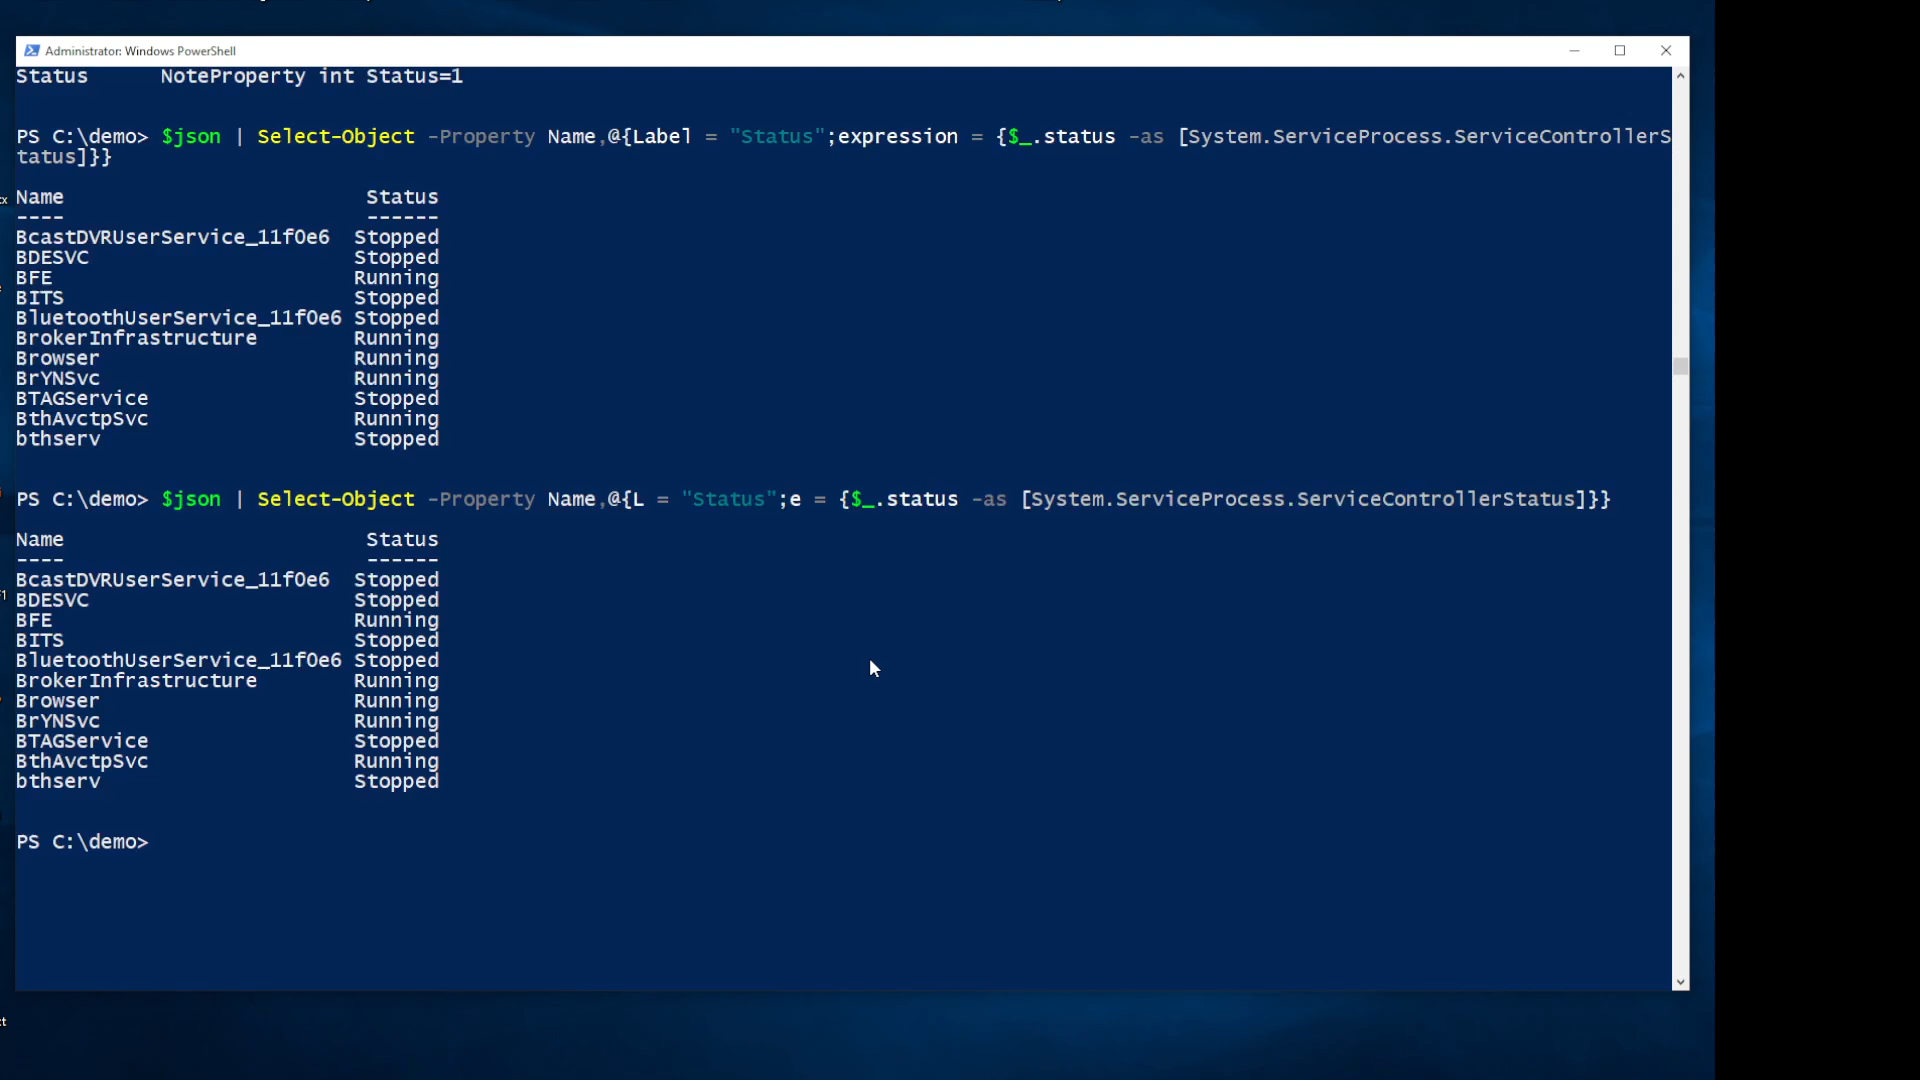 Administrator: Windows PowerShell
Status      NoteProperty int Status=1
PS C:\demo> $json | Select-Object -Property Name,@{Label = "Status";expression = {$_.status -as [System.ServiceProcess.ServiceControllerS
tatus]}}
Name                         Status
----                         ------
BcastDVRUserService_11f0e6  Stopped
BDESVC                      Stopped
BFE                         Running
BITS                        Stopped
BluetoothUserService_11f0e6 Stopped
BrokerInfrastructure        Running
Browser                     Running
BrYNSvc                     Running
BTAGService                 Stopped
BthAvctpSvc                 Running
bthserv                     Stopped
PS C:\demo> $json | Select-Object -Property Name,@{L = "Status";e = {$_.status -as [System.ServiceProcess.ServiceControllerStatus]}}
Name                         Status
----                         ------
BcastDVRUserService_11f0e6  Stopped
BDESVC                      Stopped
BFE                         Running
BITS                        Stopped
BluetoothUserService_11f0e6 Stopped
BrokerInfrastructure        Running
Browser                     Running
BrYNSvc                     Running
BTAGService                 Stopped
BthAvctpSvc                 Running
bthserv                     Stopped
PS C:\demo>